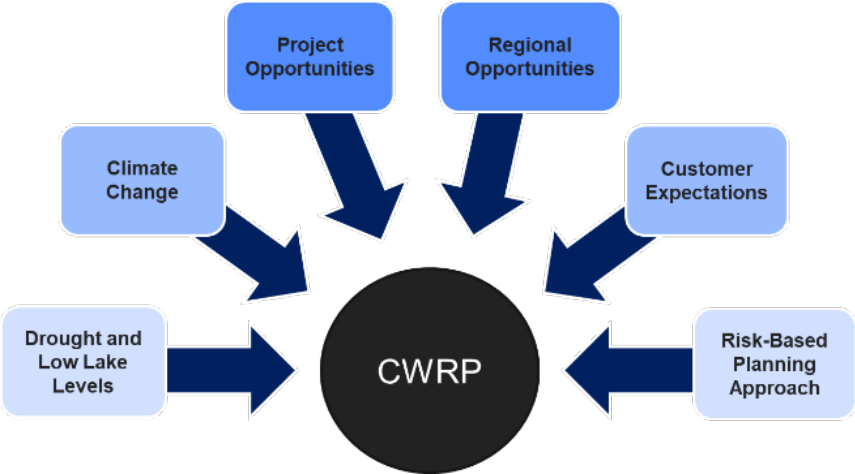 Project
Opportunities
Regional
Opportunities
Climate
Change
Customer
Expectations
Drought and
Low Lake
Levels
CWRP
Risk-Based
Planning
Approach